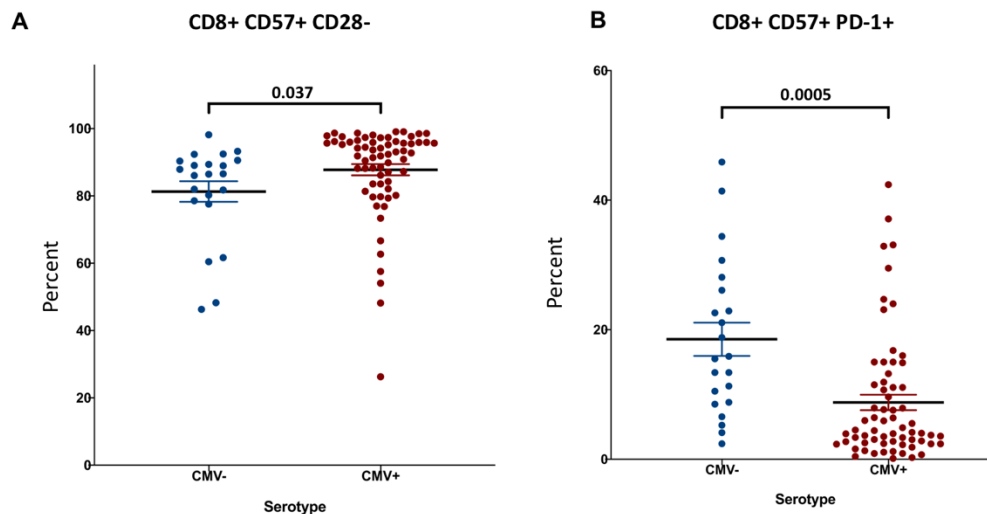 A
CD8+ CD57+ CD28-
0.037
100
80
60
40
20
0
Percent
CMV-
CMV+
Serotype
B
CD8+ CD57+ PD-1+
0.0005
60
40
20
0
Percent
CMV-
CMV+
Serotype